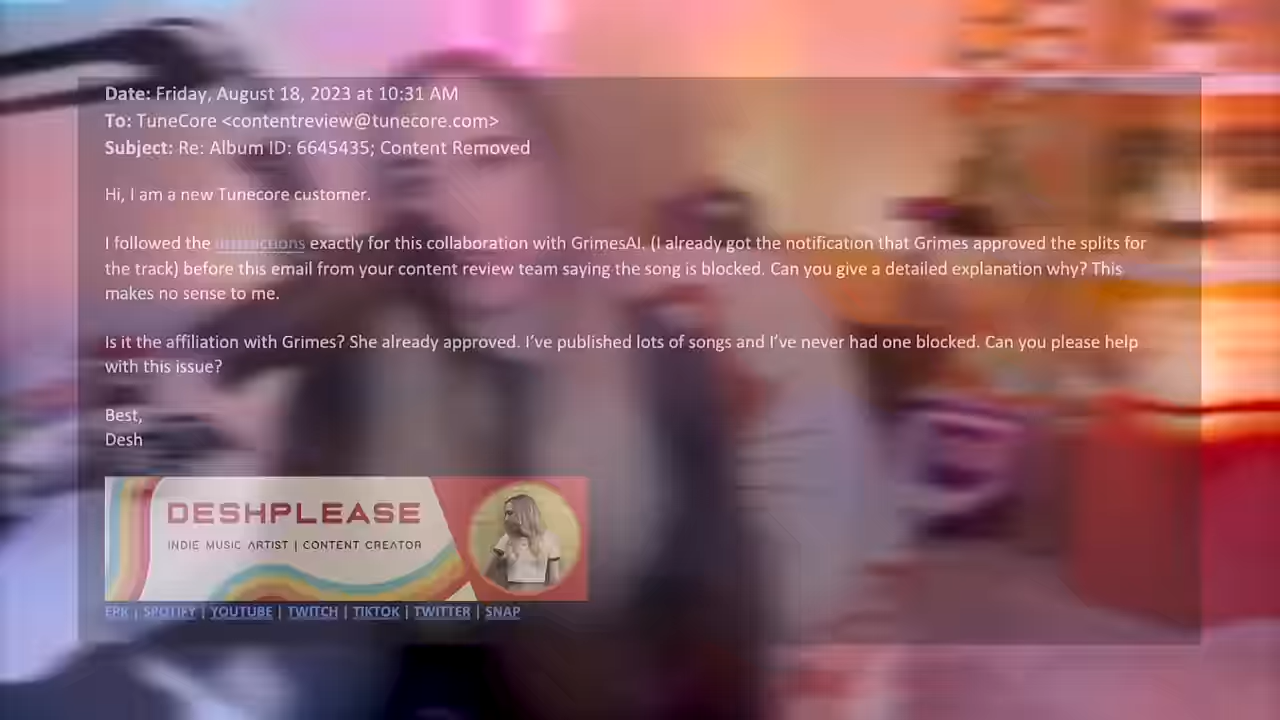 Date: Friday, August 18, 2023 at 10:31 AM
To: TuneCore <contentreview@tunecore.com>
Subject: Re: Album ID: 6645435; Content Removed
Hi, I am a new Tunecore customer.
I followed the instructions exactly for this collaboration with GrimesAI. (I already got the notification that Grimes approved the splits for
the track) before this email from your content review team saying the song is blocked. Can you give a detailed explanation why? This
makes no sense to me.
Is it the affiliation with Grimes? She already approved. I’ve published lots of songs and I’ve never had one blocked. Can you please help
with this issue?
Best,
Desh
DESHPLEASE
INDIE MUSIC ARTIST | CONTENT CREATOR
EPK | SPOTIFY | YOUTUBE | TWITCH | TIKTOK | TWITTER | SNAP